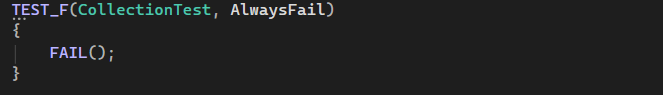 TEST_F(CollectionTest, AlwaysFail)
{
    FAIL();
}